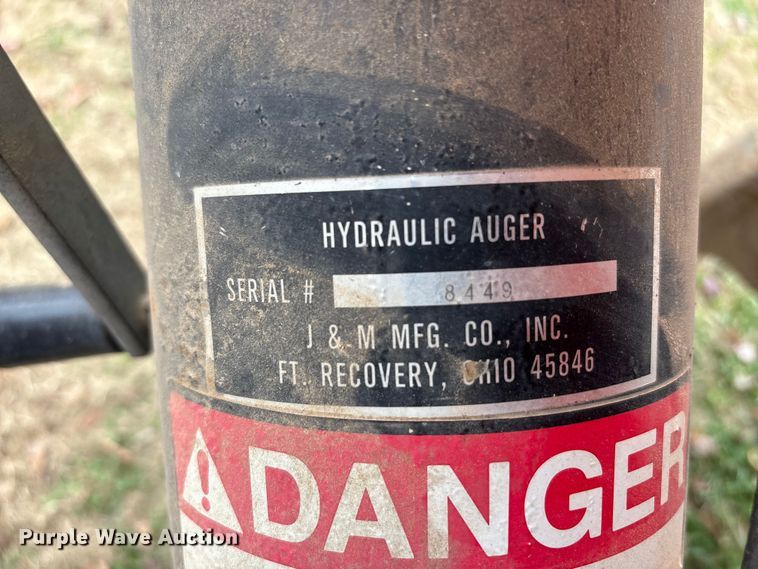 HYDRAULIC AUGER
SERIAL # 8449
J & M MFG. CO., INC.
FT. RECOVERY, OHIO 45846
DANGER
Purple Wave Auction